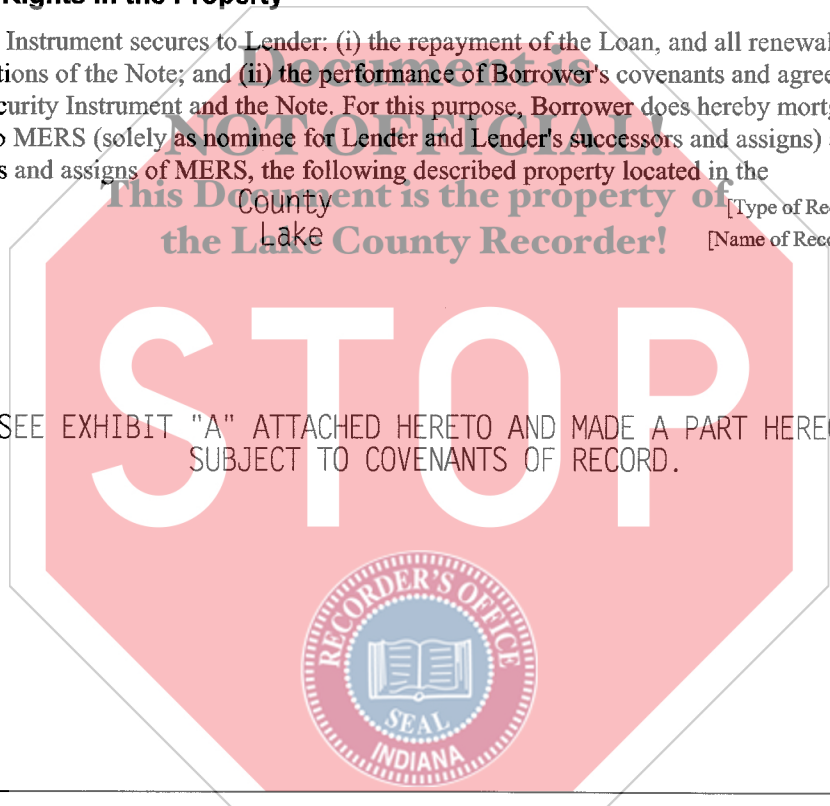 Rights in the Property
Instrument secures to Lender: (i) the repayment of the Loan, and all renewal
tions of the Note; and (ii) the performance of Borrower's covenants and agree
curity Instrument and the Note. For this purpose, Borrower does hereby mort
MERS (solely as nominee for Lender and Lender's successors and assigns)
s and assigns of MERS, the following described property located in the
County [Type of Rec
Lake [Name of Reco
Document is
NOT OFFICIAL!
This Document is the property of
the Lake County Recorder!
STOP
SEE EXHIBIT "A" ATTACHED HERETO AND MADE A PART HEREO
SUBJECT TO COVENANTS OF RECORD.
RECORDER'S OFFICE
SEAL
INDIANA